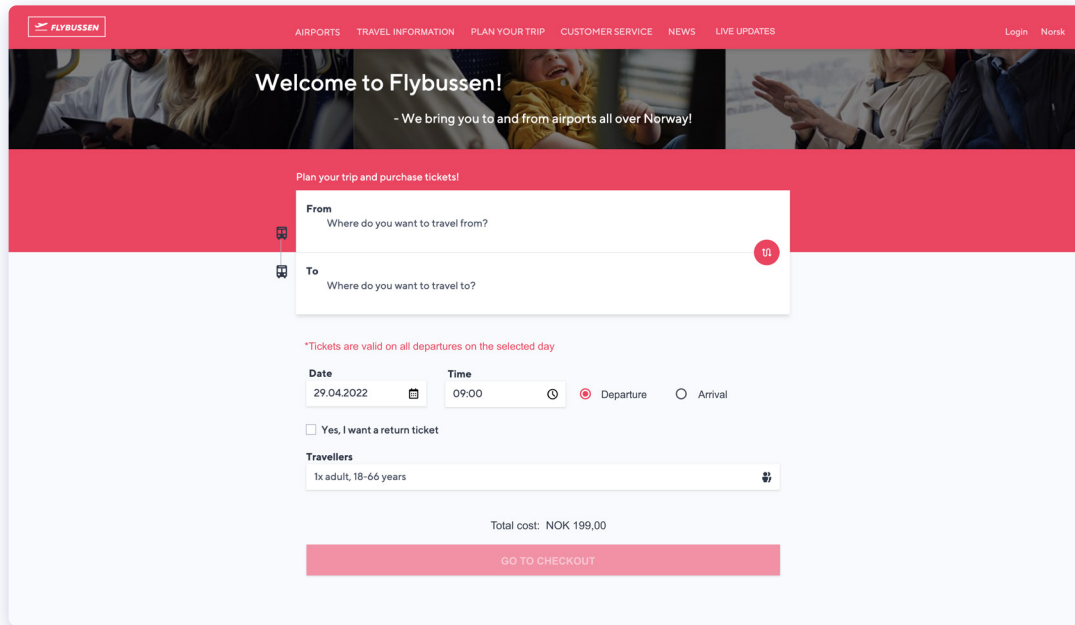 FLYBUSSEN
AIRPORTS TRAVEL INFORMATION PLAN YOUR TRIP CUSTOMER SERVICE NEWS LIVE UPDATES Login Norsk
Welcome to Flybussen!
- We bring you to and from airports all over Norway!
Plan your trip and purchase tickets!
From
Where do you want to travel from?
To
Where do you want to travel to?
*Tickets are valid on all departures on the selected day
Date Time
29.04.2022 09:00 Departure Arrival
Yes, I want a return ticket
Travellers
1x adult, 18-66 years
Total cost: NOK 199,00
GO TO CHECKOUT